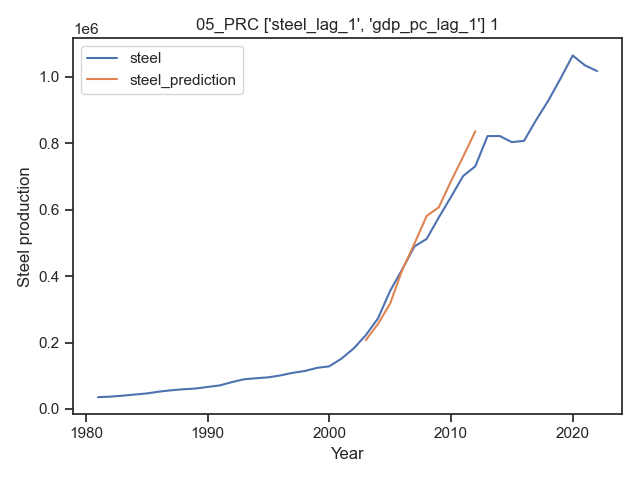 05_PRC ['steel_lag_1', 'gdp_pc_lag_1'] 1
1e6
steel
steel_prediction
1.0
0.8
0.6
0.4
0.2
0.0
Steel production
1980 1990 2000 2010 2020
Year